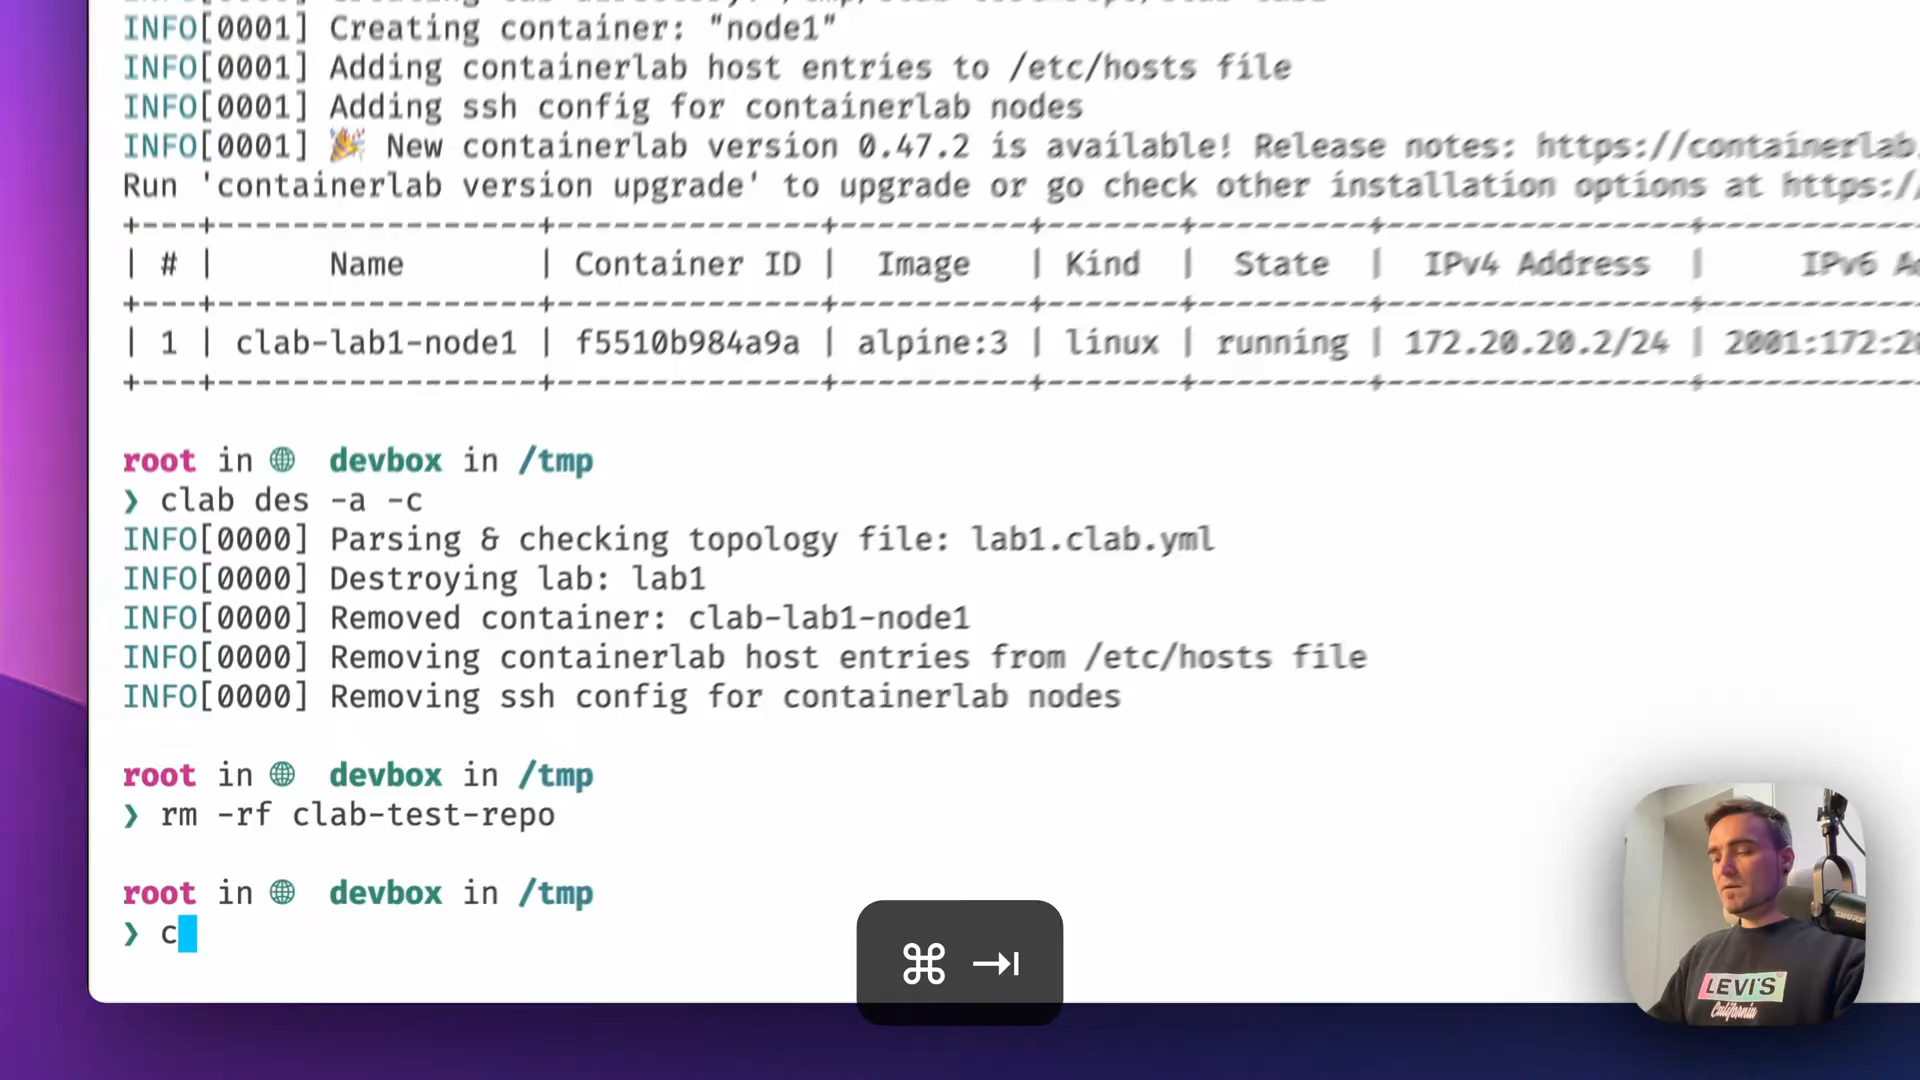 INFO[0001] Creating container: "node1"
INFO[0001] Adding containerlab host entries to /etc/hosts file
INFO[0001] Adding ssh config for containerlab nodes
INFO[0001] 🎉 New containerlab version 0.47.2 is available! Release notes: https://containerlab.
Run 'containerlab version upgrade' to upgrade or go check other installation options at https:/
+---+-----------------+---------------+----------+-------+---------+----------------+----------
| # |      Name       | Container ID |  Image  | Kind  |  State  |  IPv4 Address  |     IPv6 A
+---+-----------------+---------------+----------+-------+---------+----------------+----------
| 1 | clab-lab1-node1 | f5510b984a9a | alpine:3 | linux | running | 172.20.20.2/24 | 2001:172:2
+---+-----------------+---------------+----------+-------+---------+----------------+----------
root in 🌐 devbox in /tmp
❯ clab des -a -c
INFO[0000] Parsing & checking topology file: lab1.clab.yml
INFO[0000] Destroying lab: lab1
INFO[0000] Removed container: clab-lab1-node1
INFO[0000] Removing containerlab host entries from /etc/hosts file
INFO[0000] Removing ssh config for containerlab nodes
root in 🌐 devbox in /tmp
❯ rm -rf clab-test-repo
root in 🌐 devbox in /tmp
❯ c
⌘ ⇥
SHURE
LEVI'S
California